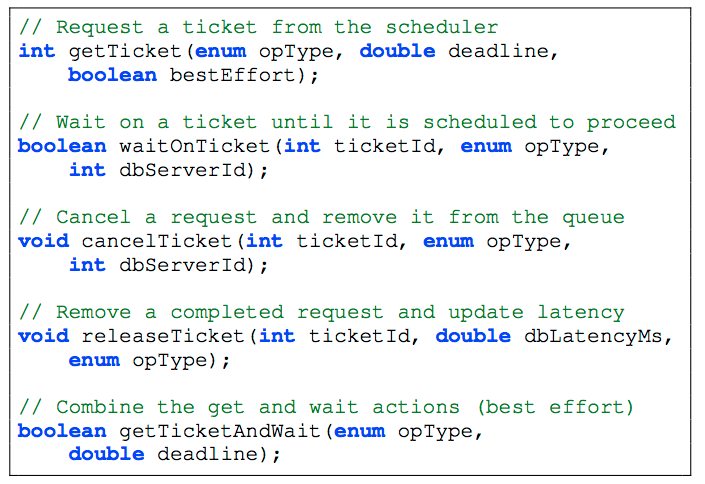 // Request a ticket from the scheduler
int getTicket(enum opType, double deadline,
    boolean bestEffort);

// Wait on a ticket until it is scheduled to proceed
boolean waitOnTicket(int ticketId, enum opType,
    int dbServerId);

// Cancel a request and remove it from the queue
void cancelTicket(int ticketId, enum opType,
    int dbServerId);

// Remove a completed request and update latency
void releaseTicket(int ticketId, double dbLatencyMs,
    enum opType);

// Combine the get and wait actions (best effort)
boolean getTicketAndWait(enum opType,
    double deadline);